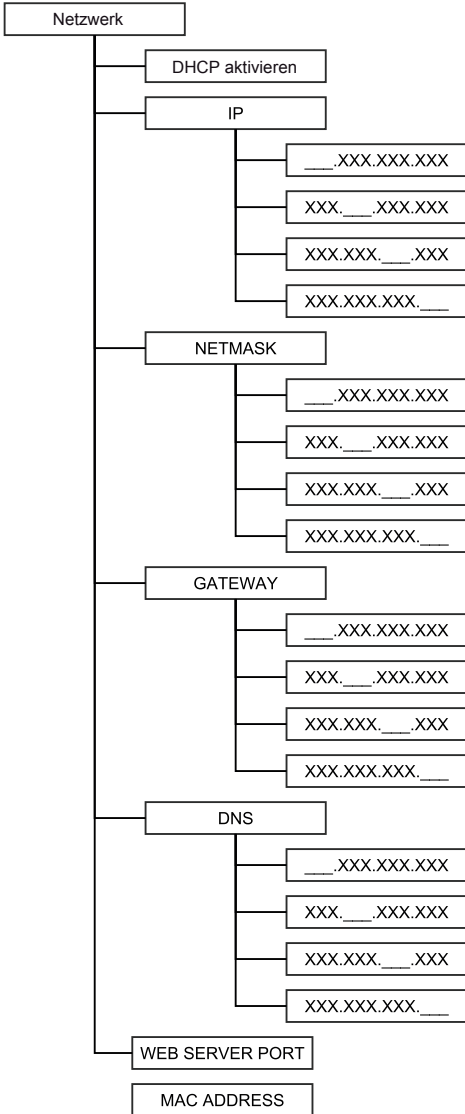 Netzwerk
DHCP aktivieren
IP
___.XXX.XXX.XXX
XXX.___.XXX.XXX
XXX.XXX.___.XXX
XXX.XXX.XXX.___
NETMASK
___.XXX.XXX.XXX
XXX.___.XXX.XXX
XXX.XXX.___.XXX
XXX.XXX.XXX.___
GATEWAY
___.XXX.XXX.XXX
XXX.___.XXX.XXX
XXX.XXX.___.XXX
XXX.XXX.XXX.___
DNS
___.XXX.XXX.XXX
XXX.___.XXX.XXX
XXX.XXX.___.XXX
XXX.XXX.XXX.___
WEB SERVER PORT
MAC ADDRESS